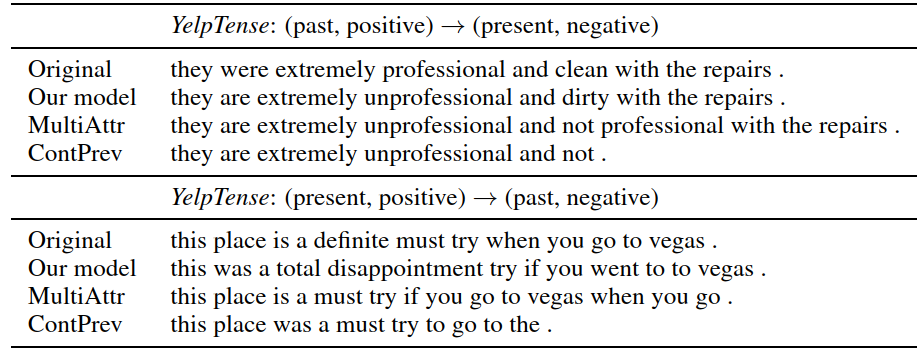 YelpTense: (past, positive) → (present, negative)
Original they were extremely professional and clean with the repairs .
Our model they are extremely unprofessional and dirty with the repairs .
MultiAttr they are extremely unprofessional and not professional with the repairs .
ContPrev they are extremely unprofessional and not .
YelpTense: (present, positive) → (past, negative)
Original this place is a definite must try when you go to vegas .
Our model this was a total disappointment try if you went to to vegas .
MultiAttr this place is a must try if you go to vegas when you go .
ContPrev this place was a must try to go to the .